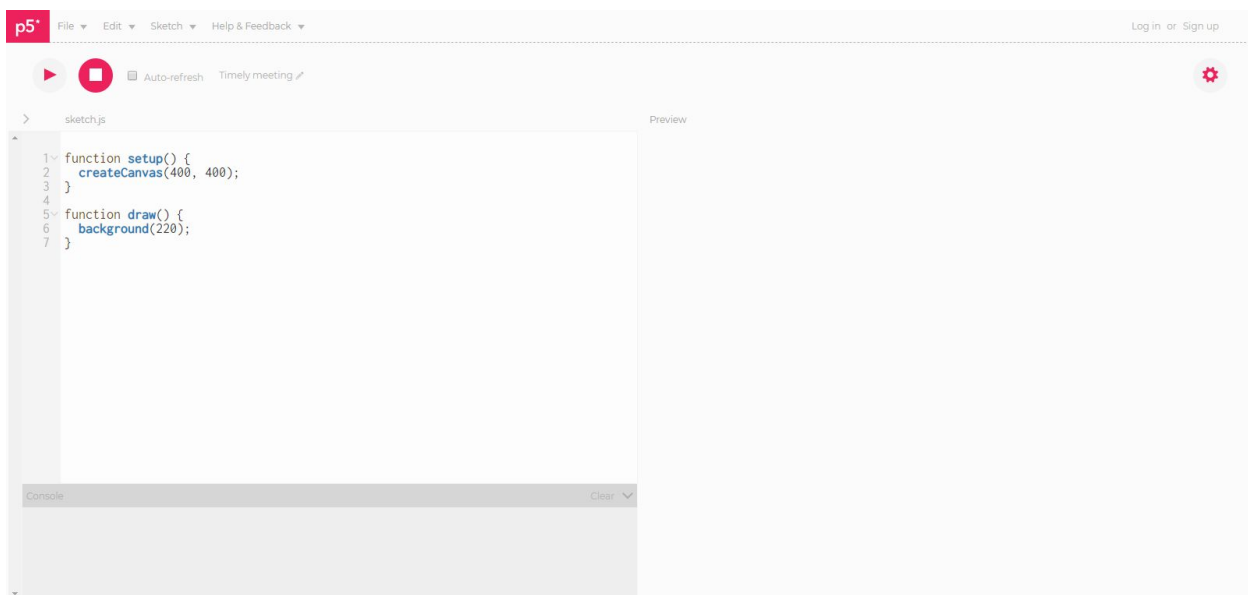 p5* File Edit Sketch Help & Feedback Log in or Sign up
Auto-refresh Timely meeting
sketch.js
Preview
1 function setup() {
2   createCanvas(400, 400);
3 }
4
5 function draw() {
6   background(220);
7 }
Console Clear